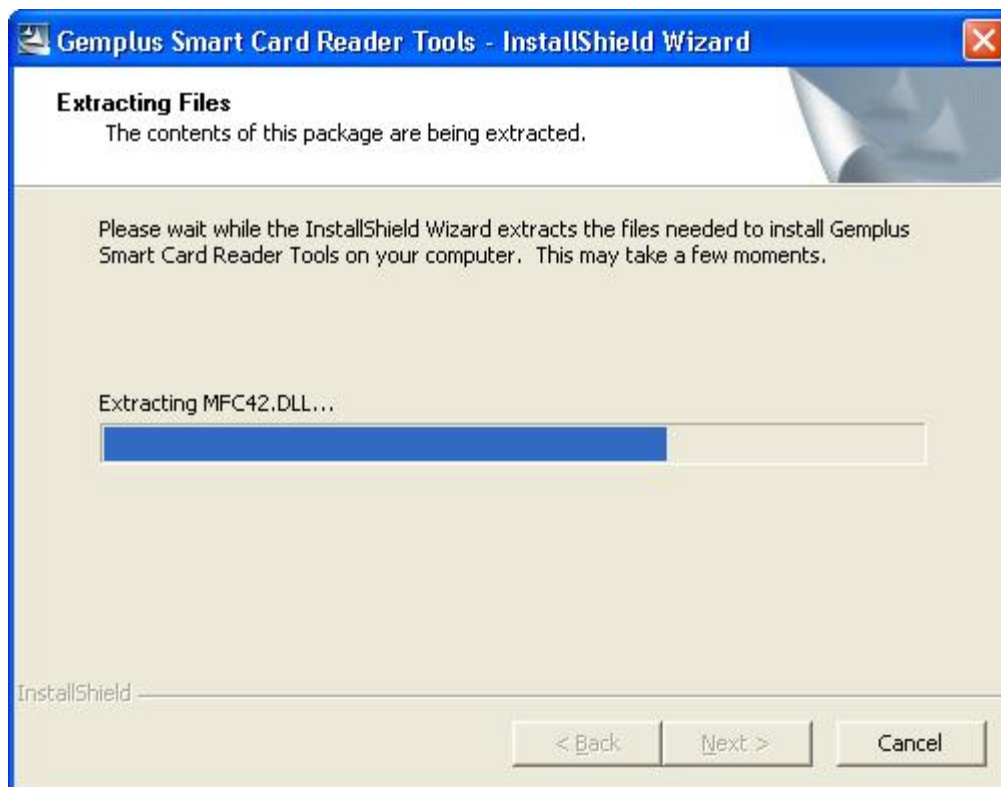 Gemplus Smart Card Reader Tools - InstallShield Wizard
Extracting Files
The contents of this package are being extracted.
Please wait while the InstallShield Wizard extracts the files needed to install Gemplus
Smart Card Reader Tools on your computer.  This may take a few moments.
Extracting MFC42.DLL...
InstallShield
< Back
Next >
Cancel